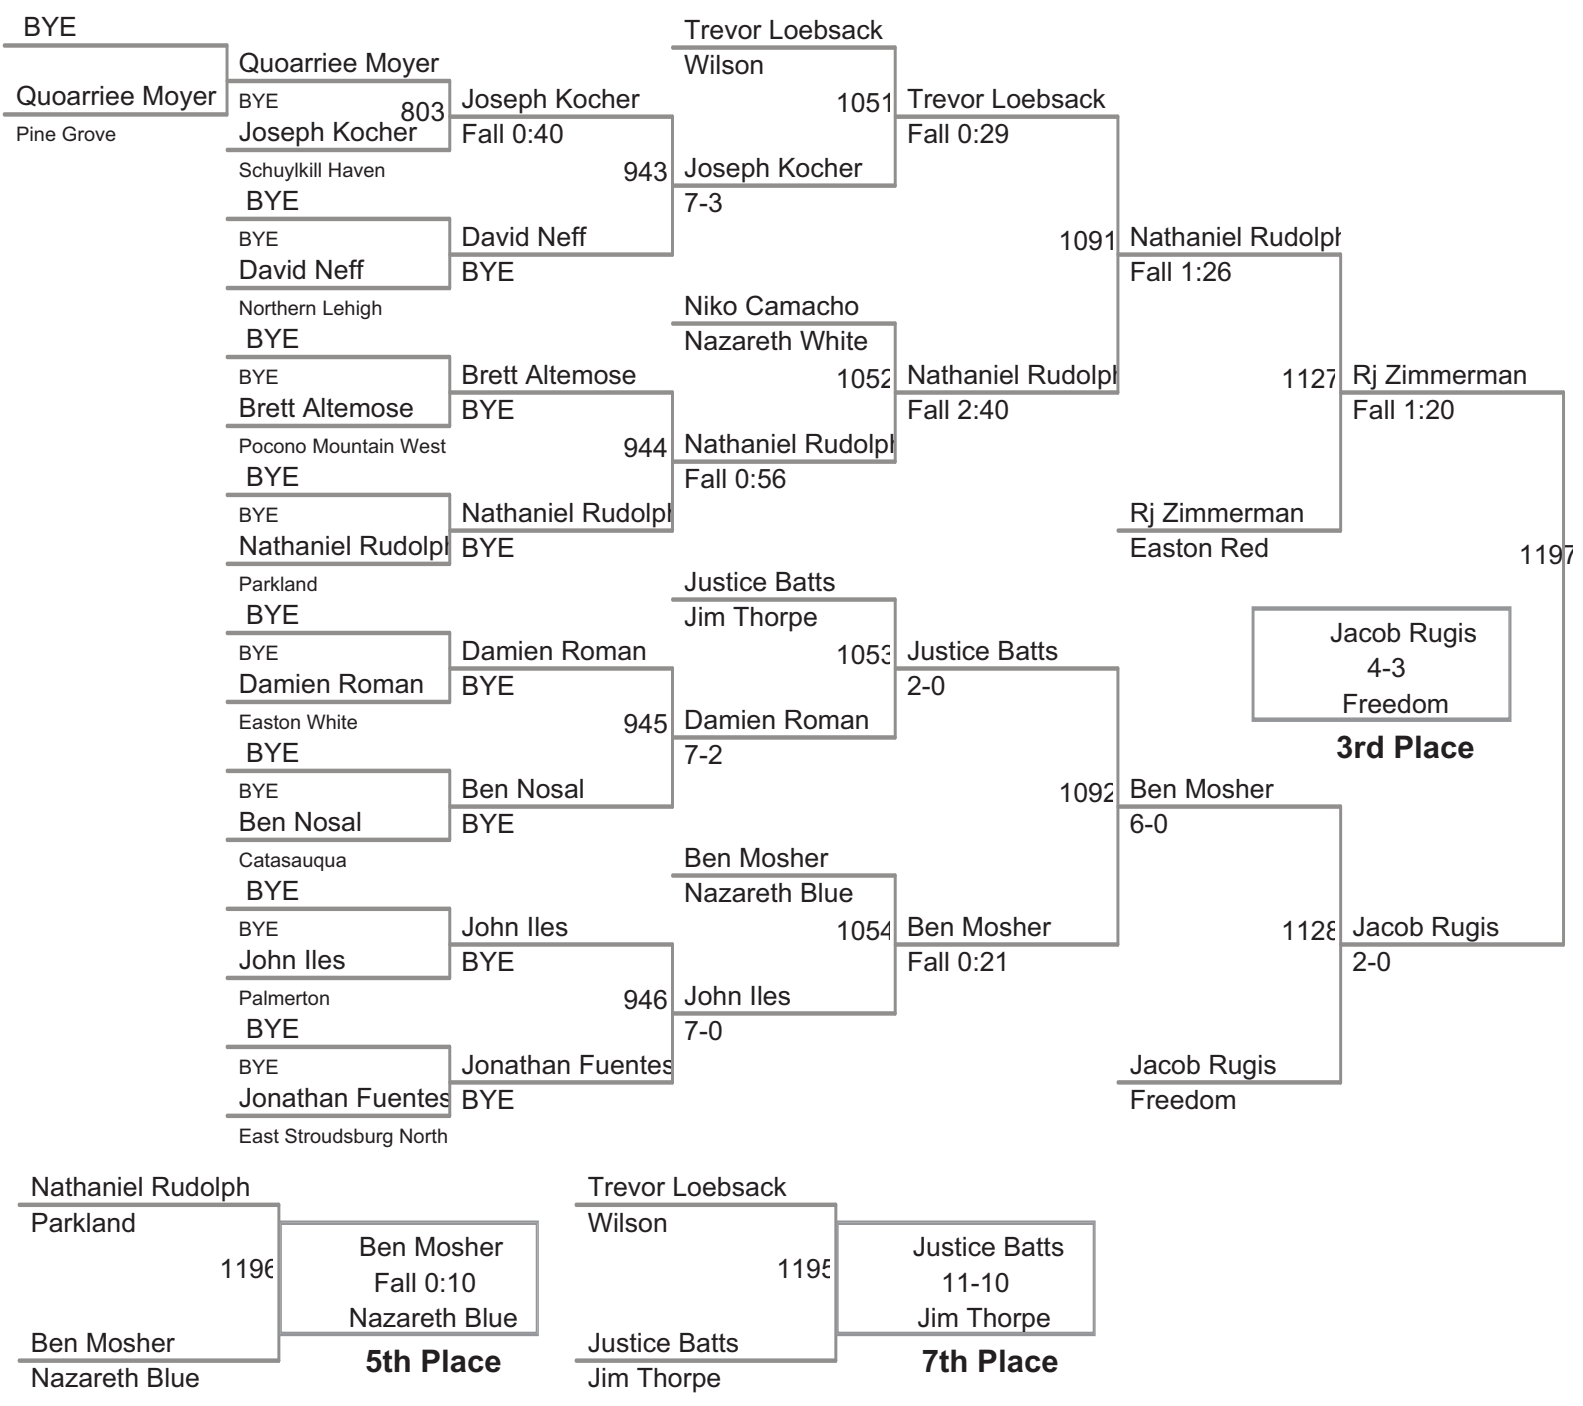 BYE
Quoarriee Moyer
Pine Grove
Quoarriee Moyer
BYE
803
Joseph Kocher
Schuylkill Haven
BYE
BYE
David Neff
Northern Lehigh
BYE
BYE
Brett Altemose
Pocono Mountain West
BYE
BYE
Nathaniel Rudolph
Parkland
BYE
BYE
Damien Roman
Easton White
BYE
BYE
Ben Nosal
Catasauqua
BYE
BYE
John Iles
Palmerton
BYE
BYE
Jonathan Fuentes
East Stroudsburg North
Joseph Kocher
Fall 0:40
943
David Neff
BYE
Brett Altemose
BYE
944
Nathaniel Rudolph
BYE
Damien Roman
BYE
945
Ben Nosal
BYE
John Iles
BYE
946
Jonathan Fuentes
BYE
Trevor Loebsack
Wilson
1051
Joseph Kocher
7-3
Niko Camacho
Nazareth White
1052
Nathaniel Rudolph
Fall 0:56
Justice Batts
Jim Thorpe
1053
Damien Roman
7-2
Ben Mosher
Nazareth Blue
1054
John Iles
7-0
Trevor Loebsack
Fall 0:29
1091
Nathaniel Rudolph
Fall 2:40
Justice Batts
2-0
1092
Ben Mosher
Fall 0:21
Nathaniel Rudolph
Fall 1:26
1127
Rj Zimmerman
Easton Red
Ben Mosher
6-0
1128
Jacob Rugis
Freedom
Rj Zimmerman
Fall 1:20
1197
Jacob Rugis
2-0
Jacob Rugis
4-3
Freedom
3rd Place
Nathaniel Rudolph
Parkland
1196
Ben Mosher
Nazareth Blue
Ben Mosher
Fall 0:10
Nazareth Blue
5th Place
Trevor Loebsack
Wilson
1195
Justice Batts
Jim Thorpe
Justice Batts
11-10
Jim Thorpe
7th Place